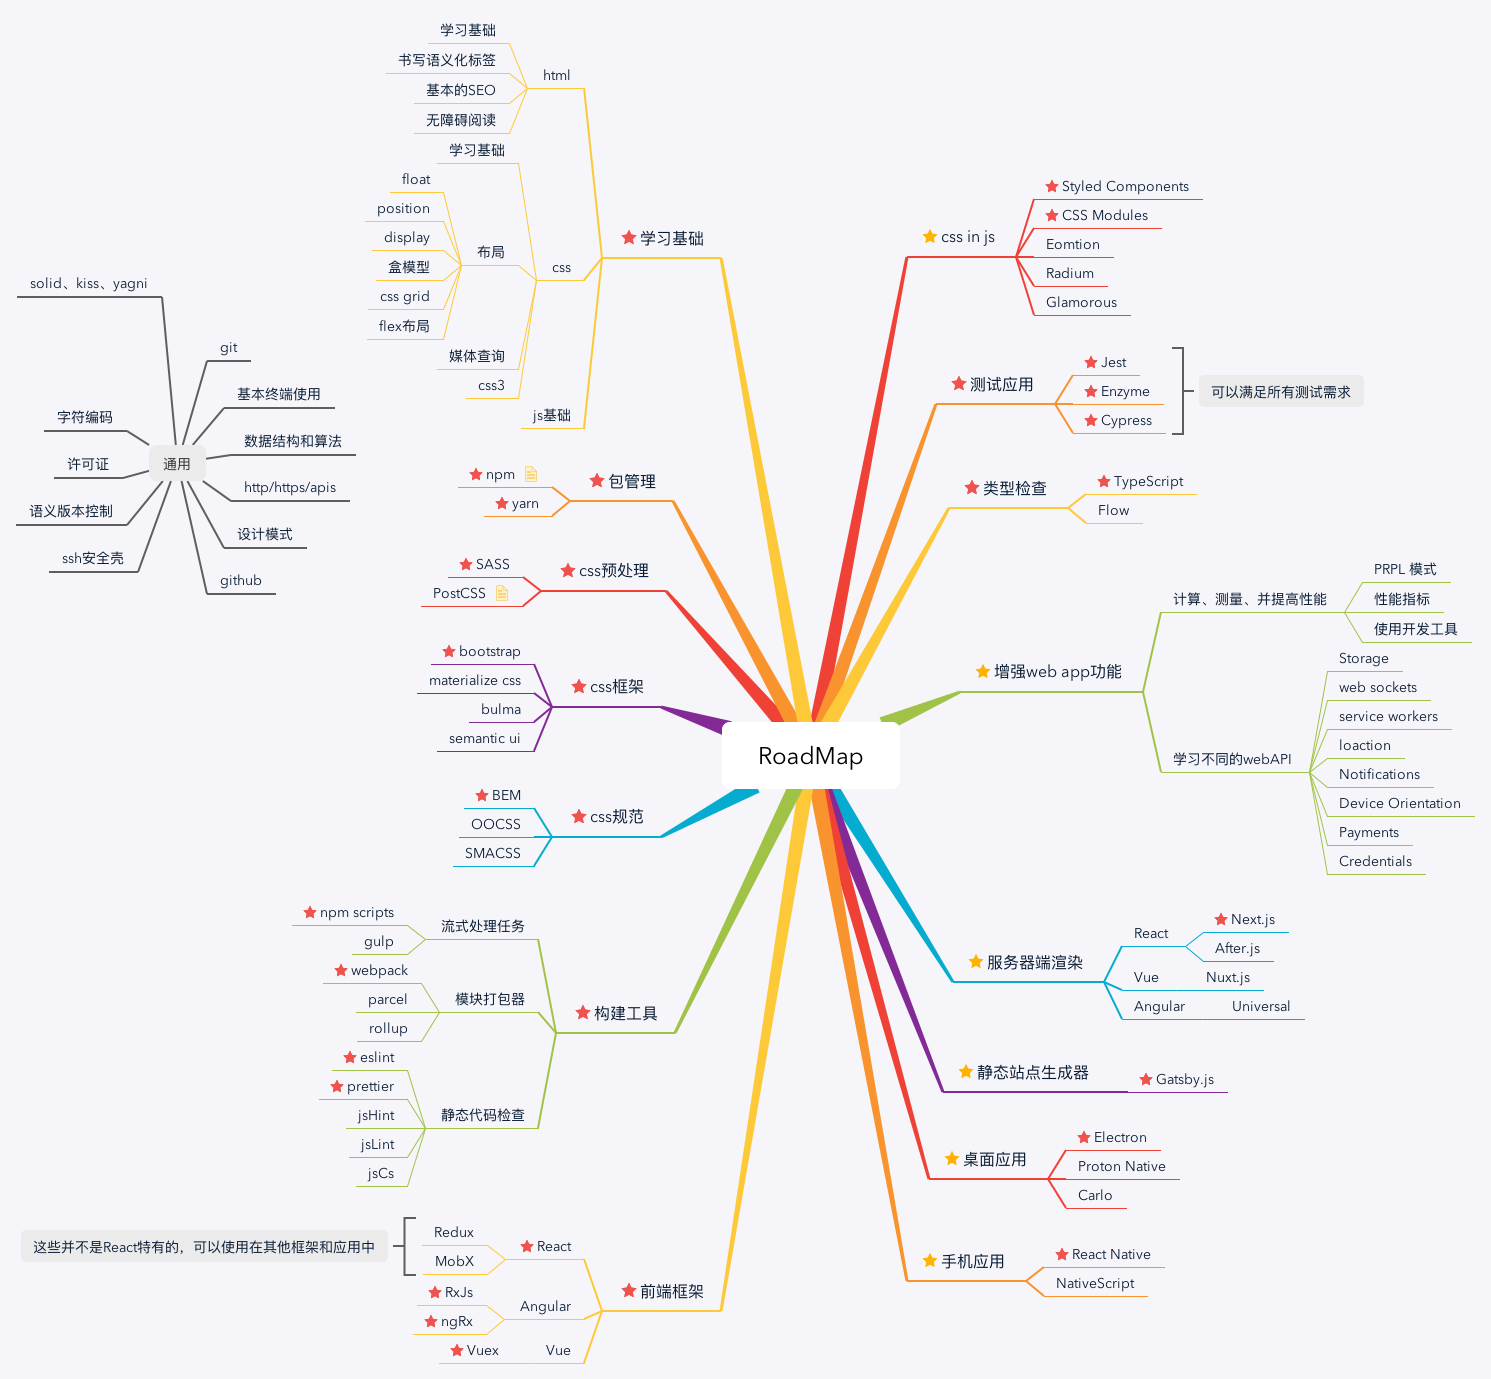 RoadMap
学习基础
html
学习基础
书写语义化标签
基本的SEO
无障碍阅读
css
学习基础
布局
float
position
display
盒模型
css grid
flex布局
媒体查询
css3
js基础
包管理
npm
yarn
css预处理
SASS
PostCSS
css框架
bootstrap
materialize css
bulma
semantic ui
css规范
BEM
OOCSS
SMACSS
构建工具
流式处理任务
npm scripts
gulp
模块打包器
webpack
parcel
rollup
静态代码检查
eslint
prettier
jsHint
jsLint
jsCs
前端框架
React
Redux
MobX
这些并不是React特有的，可以使用在其他框架和应用中
Angular
RxJs
ngRx
Vue
Vuex
css in js
Styled Components
CSS Modules
Eomtion
Radium
Glamorous
测试应用
Jest
Enzyme
Cypress
可以满足所有测试需求
类型检查
TypeScript
Flow
增强web app功能
计算、测量、并提高性能
PRPL 模式
性能指标
使用开发工具
学习不同的webAPI
Storage
web sockets
service workers
loaction
Notifications
Device Orientation
Payments
Credentials
服务器端渲染
React
Next.js
After.js
Vue
Nuxt.js
Angular
Universal
静态站点生成器
Gatsby.js
桌面应用
Electron
Proton Native
Carlo
手机应用
React Native
NativeScript
通用
solid、kiss、yagni
字符编码
许可证
语义版本控制
ssh安全壳
git
基本终端使用
数据结构和算法
http/https/apis
设计模式
github